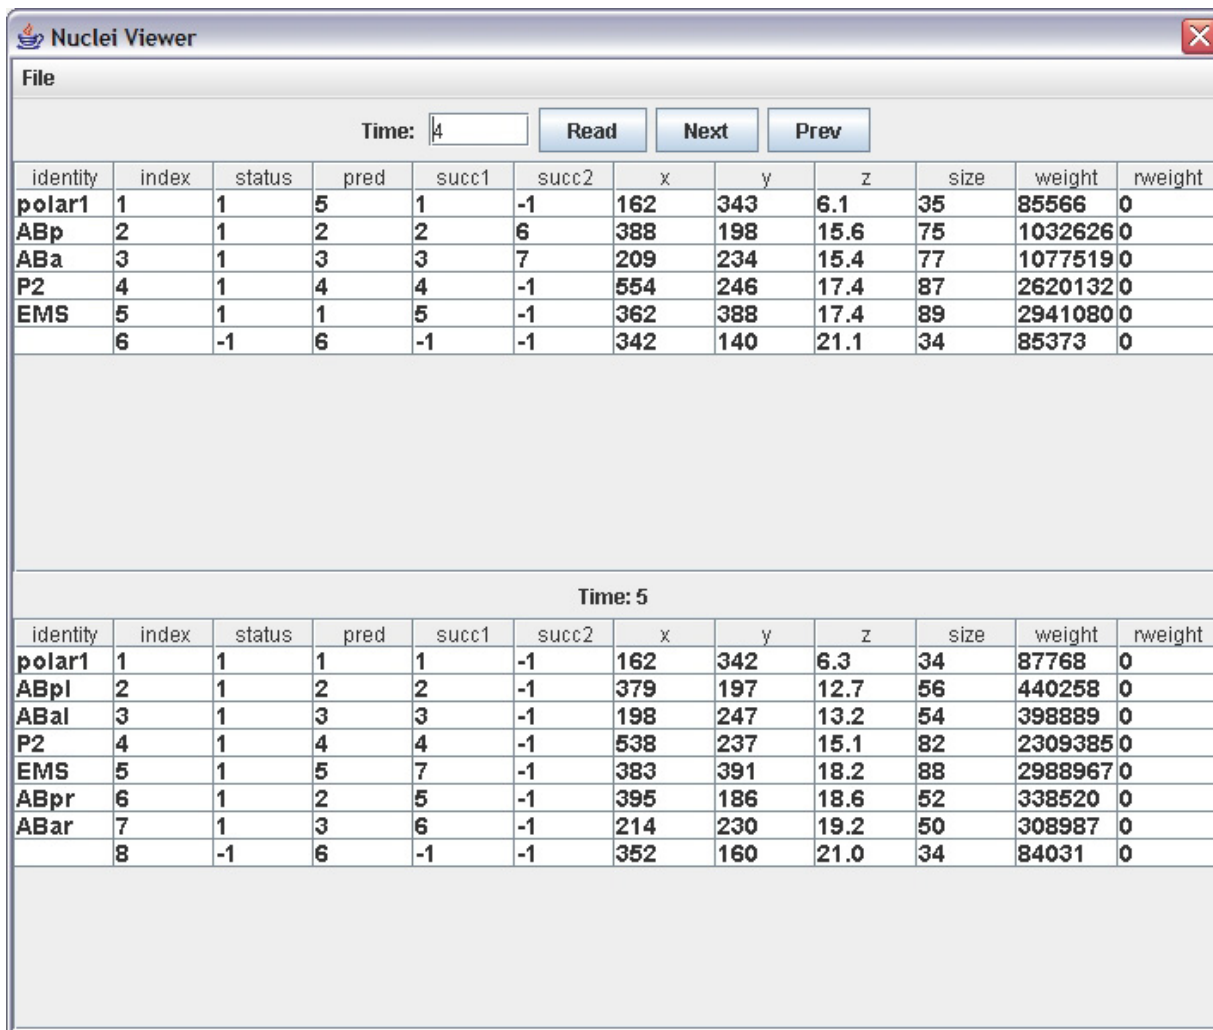 Nuclei Viewer
File
Time: 4 Read Next Prev
identity index status pred succ1 succ2 x y z size weight rweight
polar1 1 1 5 1 -1 162 343 6.1 35 85566 0
ABp 2 1 2 2 6 388 198 15.6 75 1032626 0
ABa 3 1 3 3 7 209 234 15.4 77 1077519 0
P2 4 1 4 4 -1 554 246 17.4 87 2620132 0
EMS 5 1 1 5 -1 362 388 17.4 89 2941080 0
6 -1 6 -1 -1 342 140 21.1 34 85373 0
Time: 5
identity index status pred succ1 succ2 x y z size weight rweight
polar1 1 1 1 1 -1 162 342 6.3 34 87768 0
ABpl 2 1 2 2 -1 379 197 12.7 56 440258 0
ABal 3 1 3 3 -1 198 247 13.2 54 398889 0
P2 4 1 4 4 -1 538 237 15.1 82 2309385 0
EMS 5 1 5 7 -1 383 391 18.2 88 2988967 0
ABpr 6 1 2 5 -1 395 186 18.6 52 338520 0
ABar 7 1 3 6 -1 214 230 19.2 50 308987 0
8 -1 6 -1 -1 352 160 21.0 34 84031 0